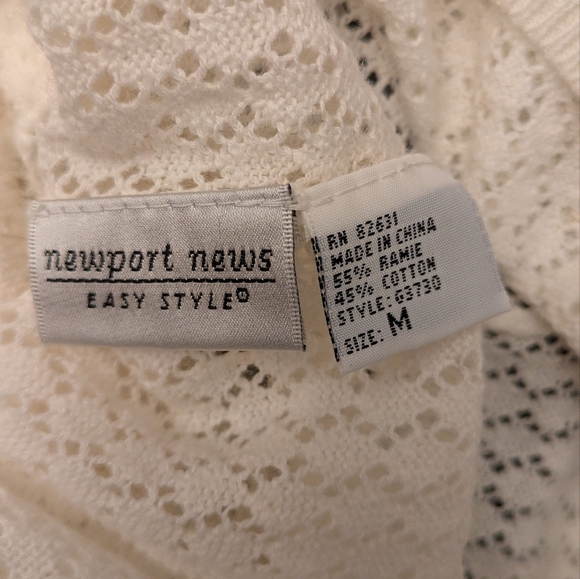 newport news
EASY STYLE®
RN 82631
MADE IN CHINA
55% RAMIE
45% COTTON
STYLE: G3730
SIZE: M